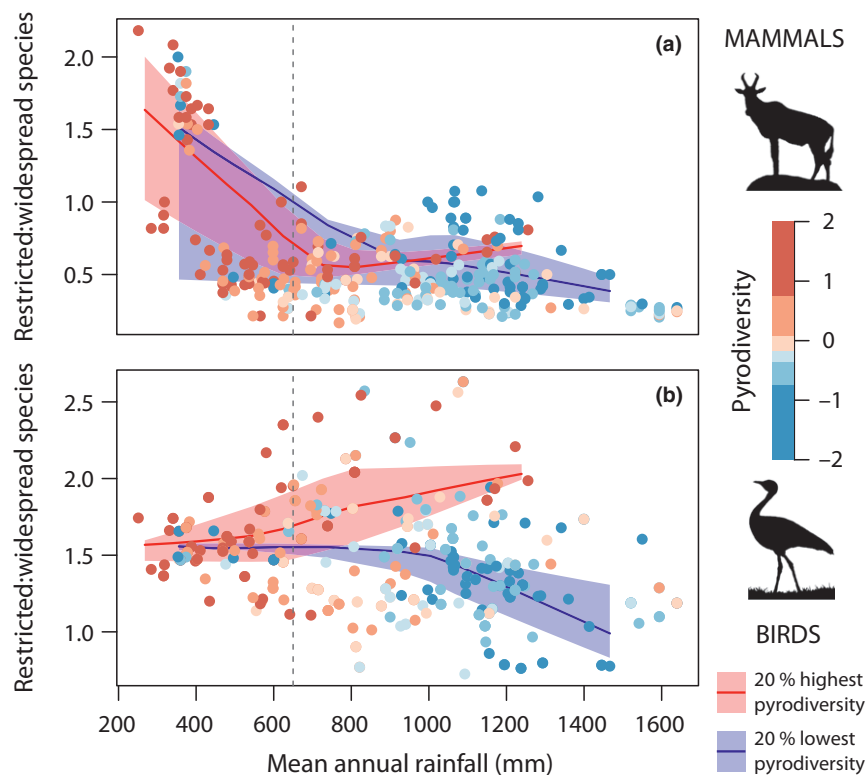 (a)
MAMMALS
Restricted:widespread species
2.0
1.5
1.0
0.5
Pyrodiversity
2
1
0
−1
−2
(b)
Restricted:widespread species
2.5
2.0
1.5
1.0
BIRDS
200
400
600
800
1000
1200
1400
1600
Mean annual rainfall (mm)
20 % highest
pyrodiversity
20 % lowest
pyrodiversity